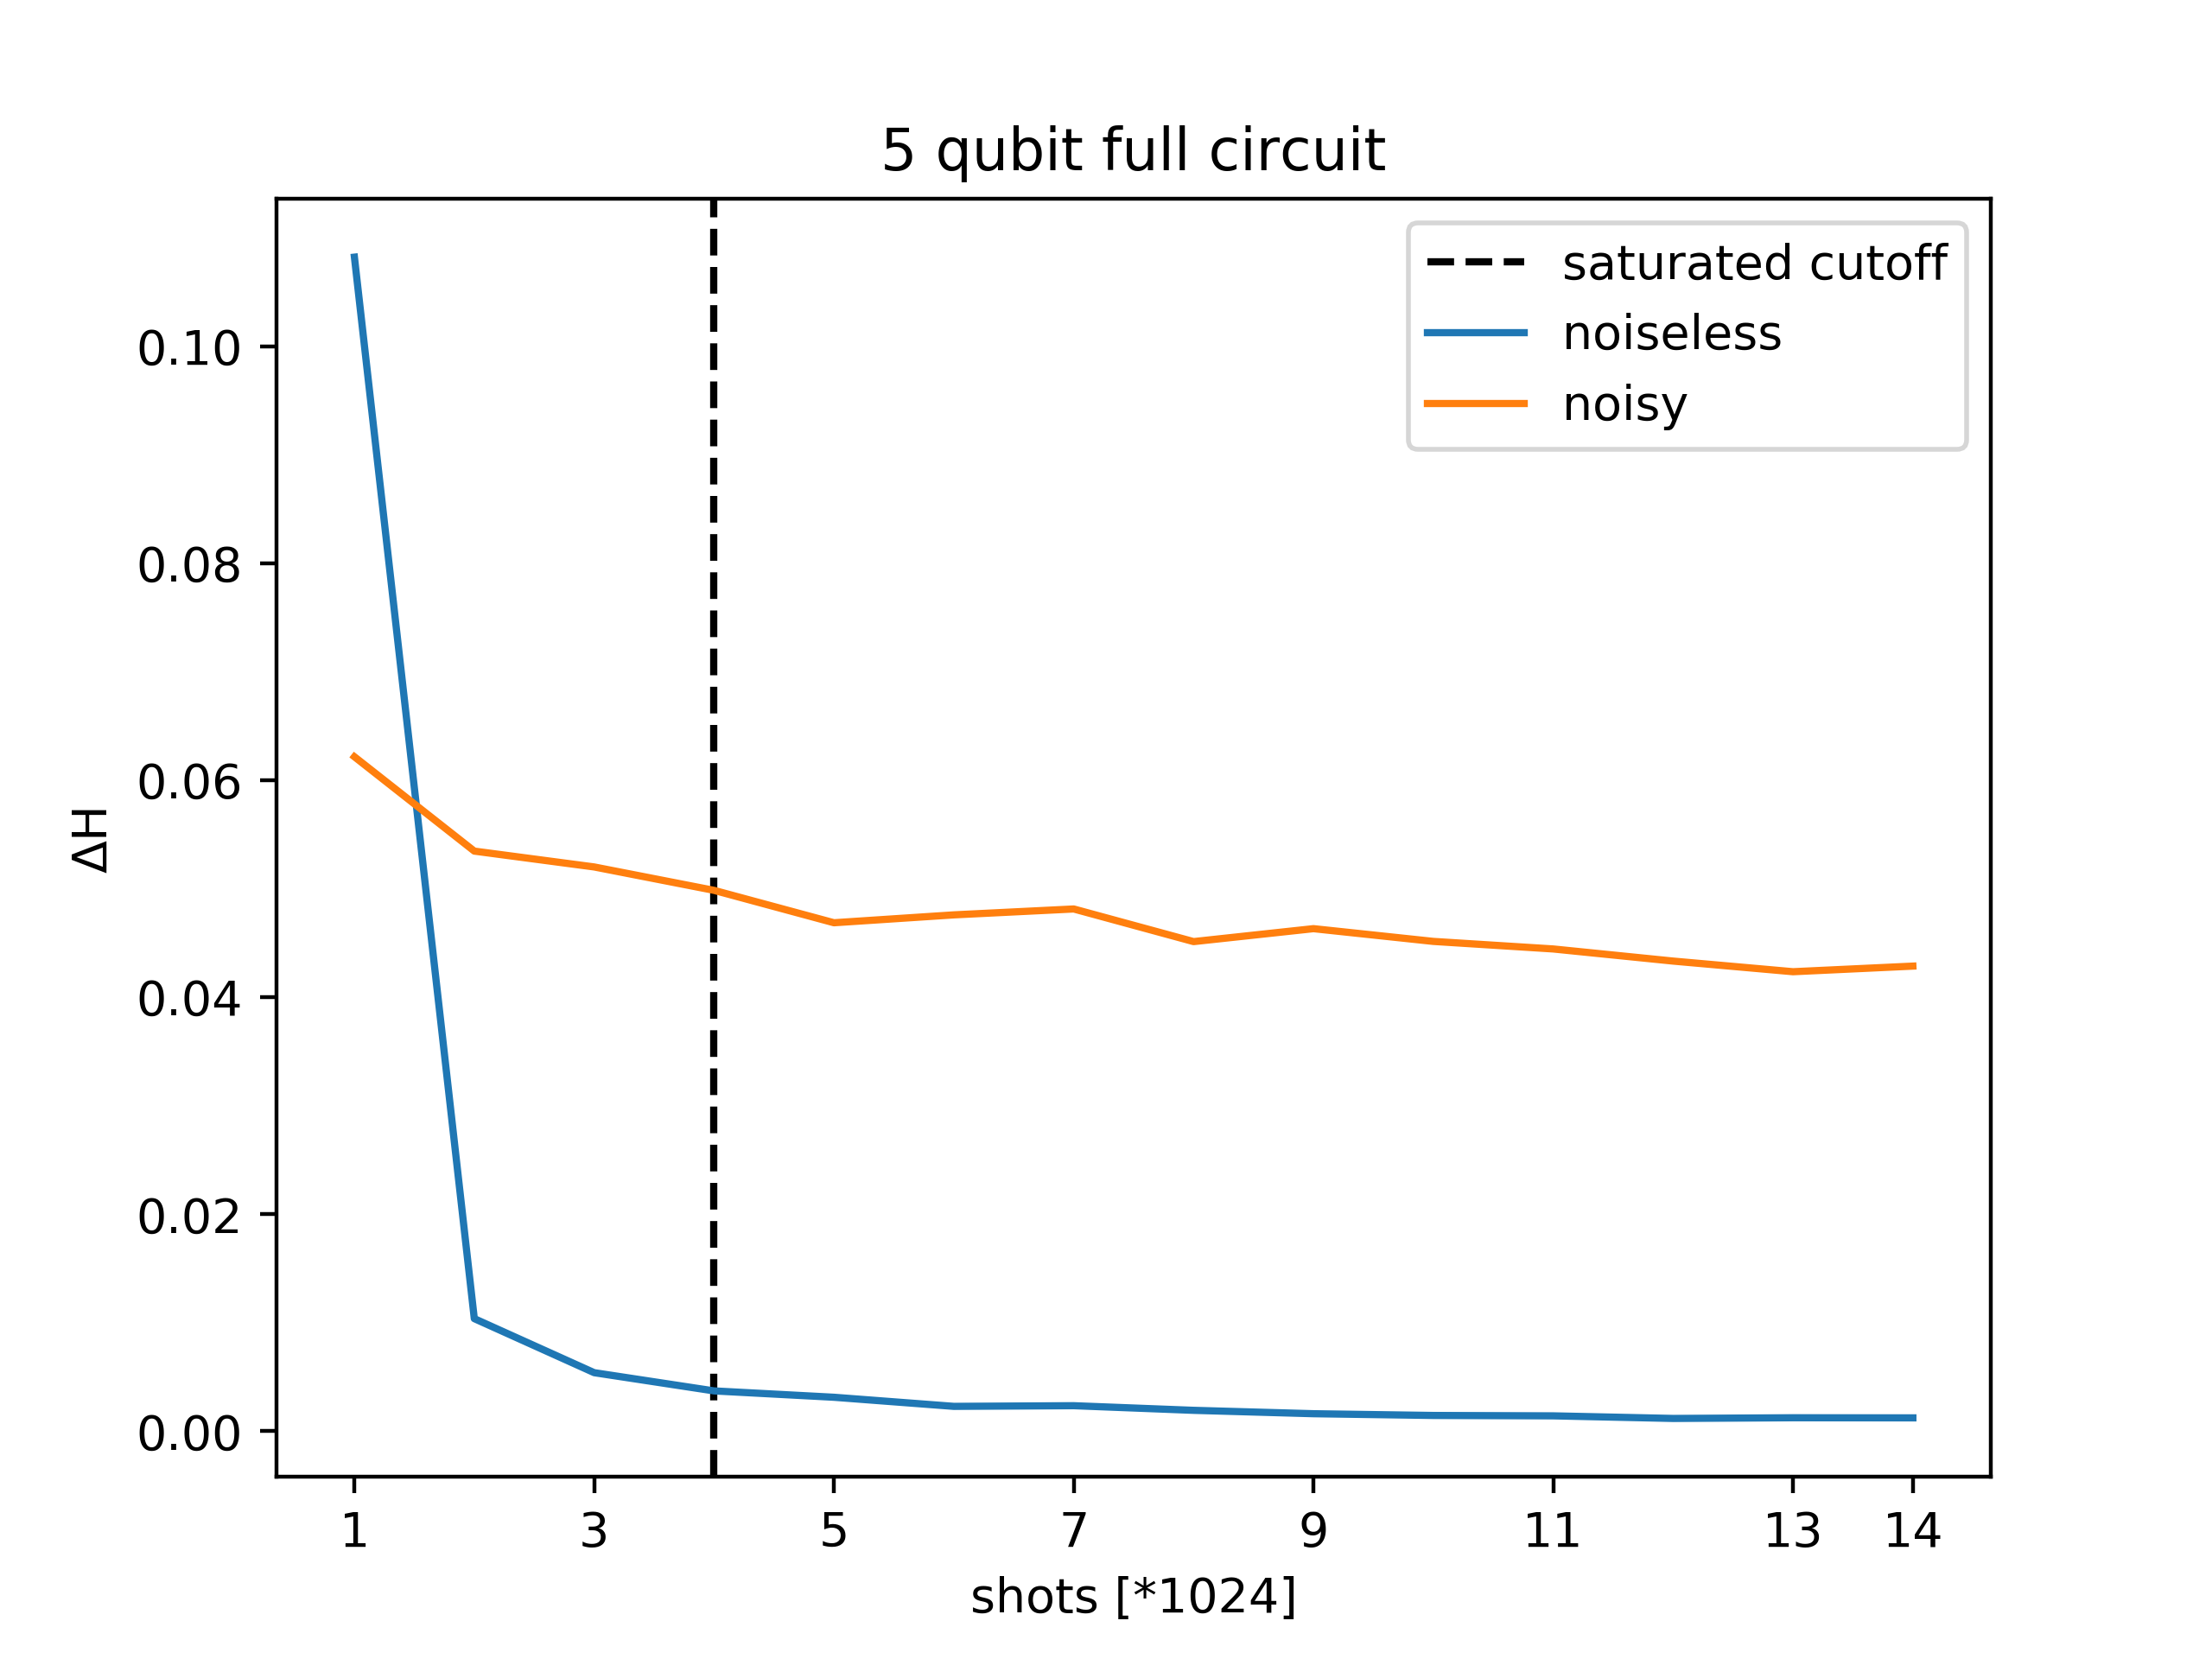 5 qubit full circuit
saturated cutoff
noiseless
noisy
0.10
0.08
0.06
0.04
0.02
0.00
ΔH
1 3 5 7 9 11 13 14
shots [*1024]